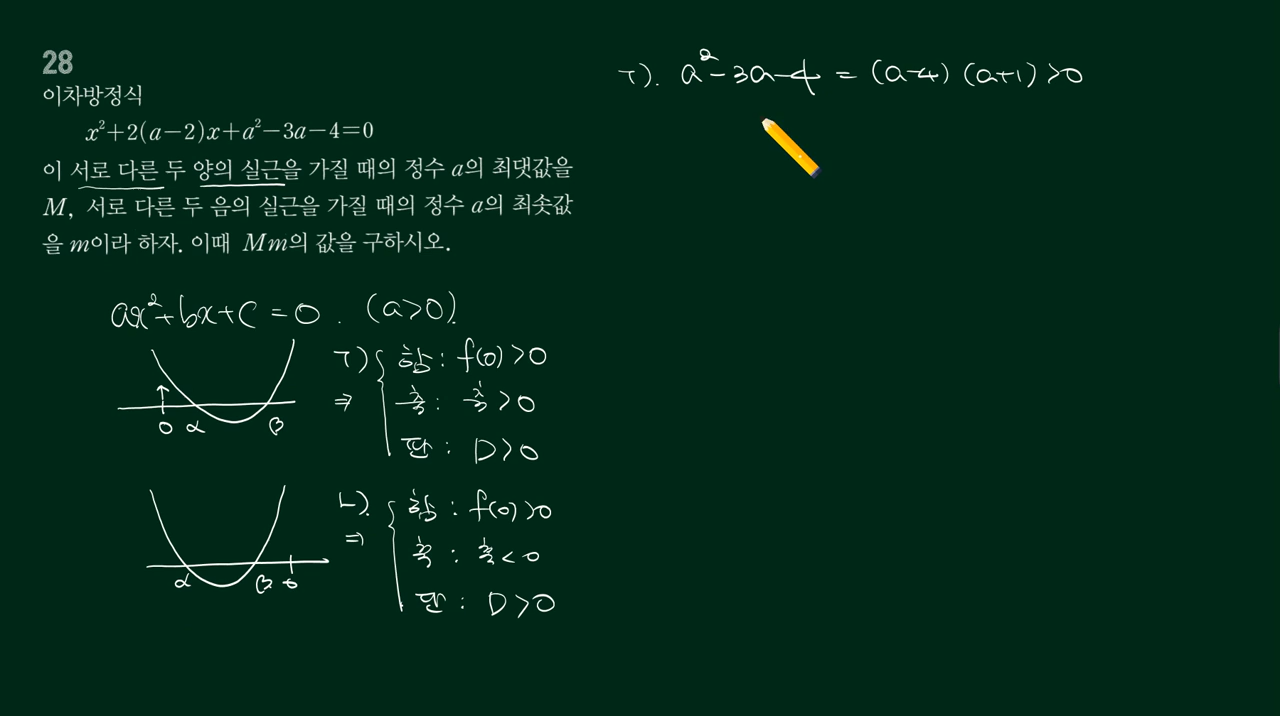 28
이차방정식
x²+2(a-2)x+a²-3a-4=0
이 서로 다른 두 양의 실근을 가질 때의 정수 a의 최댓값을
M, 서로 다른 두 음의 실근을 가질 때의 정수 a의 최솟값
을 m이라 하자. 이때 Mm의 값을 구하시오.
ax²+bx+c=0. (a>0).
ㄱ) 함: f(0)>0
⇒ 축: 축>0
판: D>0
0 α β
ㄴ). 함: f(0)>0
⇒ 축: 축<0
판: D>0
α β 0
ㄱ). a²-3a-4 = (a-4)(a+1)>0